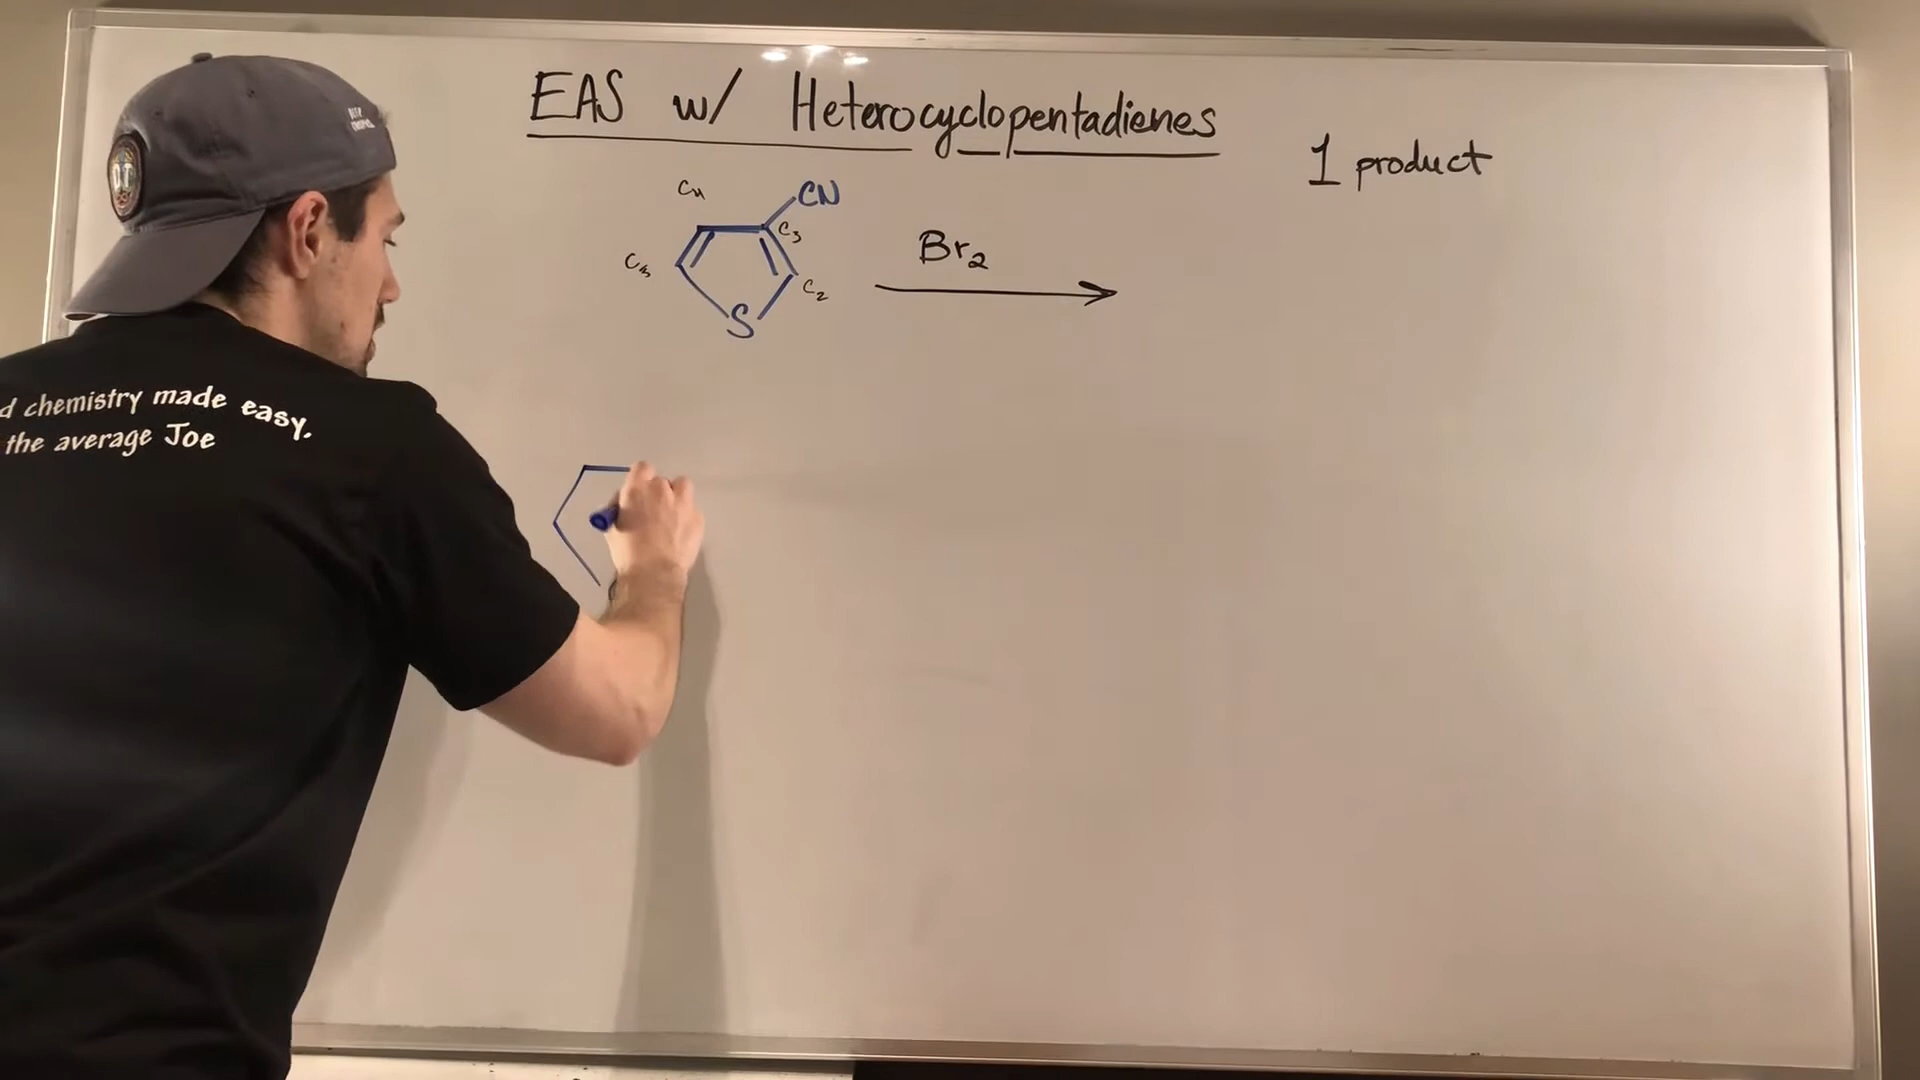 EAS w/ Heterocyclopentadienes
1 product
C4
CN
C3
C5
C2
S
Br2
d chemistry made easy,
the average Joe